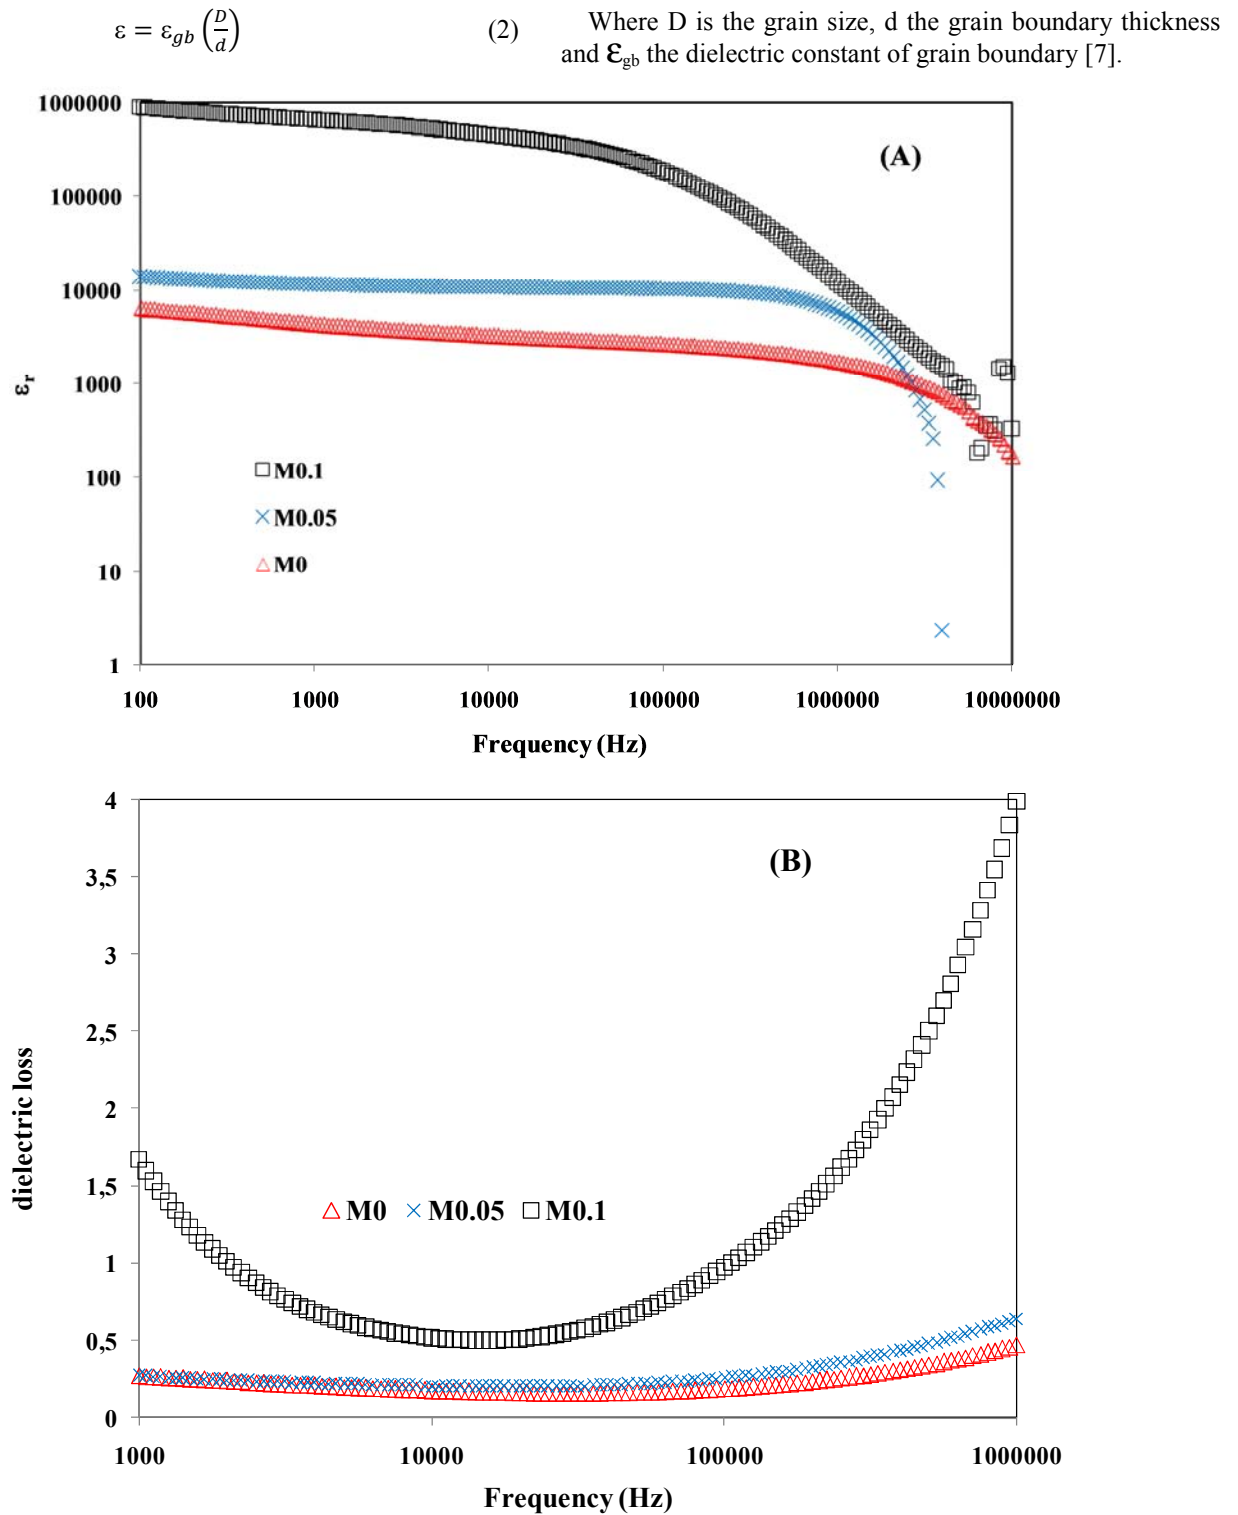 ε = ε_gb (D/d) (2)
Where D is the grain size, d the grain boundary thickness
and Ɛgb the dielectric constant of grain boundary [7].
1000000
(A)
100000
10000
εr
1000
M0.1
100
M0.05
M0
10
1
100 1000 10000 100000 1000000 10000000
Frequency (Hz)
4
(B)
3,5
3
2,5
dielectric loss
2
1,5
M0 M0.05 M0.1
1
0,5
0
1000 10000 100000 1000000
Frequency (Hz)